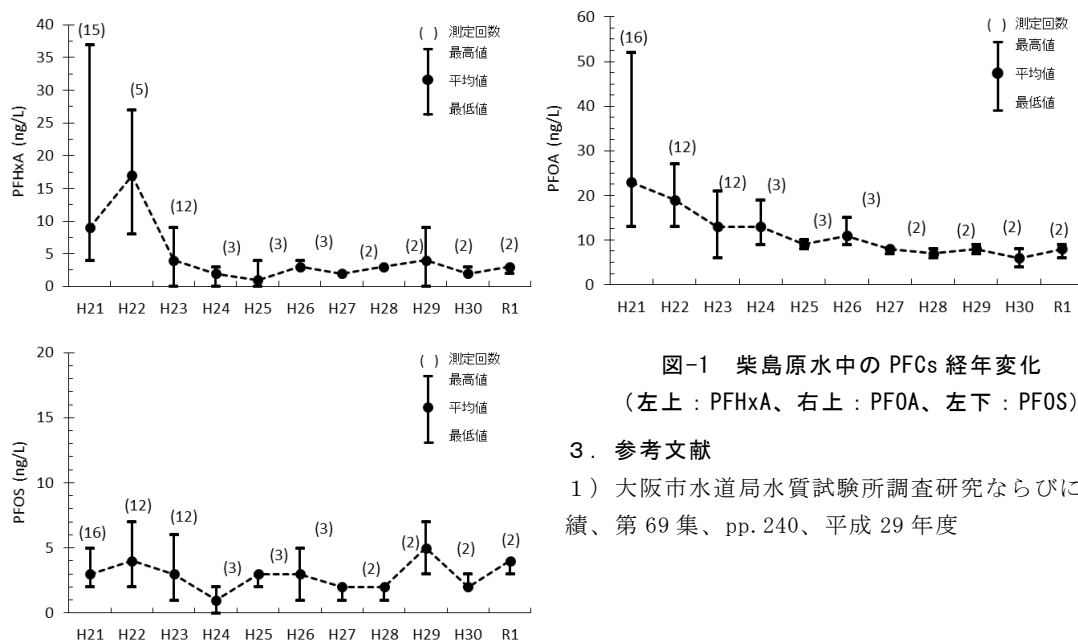 PFHxA (ng/L)
40
35
30
25
20
15
10
5
0
(15)
(5)
(12)
(3)
(3)
(3)
(2)
(2)
(2)
(2)
( ) 測定回数
最高値
平均値
最低値
H21 H22 H23 H24 H25 H26 H27 H28 H29 H30 R1
PFOA (ng/L)
60
50
40
30
20
10
0
(16)
(12)
(12)
(3)
(3)
(3)
(2)
(2)
(2)
(2)
( ) 測定回数
最高値
平均値
最低値
H21 H22 H23 H24 H25 H26 H27 H28 H29 H30 R1
PFOS (ng/L)
20
15
10
5
0
(16)
(12)
(12)
(3)
(3)
(3)
(2)
(2)
(2)
(2)
( ) 測定回数
最高値
平均値
最低値
H21 H22 H23 H24 H25 H26 H27 H28 H29 H30 R1
図-1 柴島原水中の PFCs 経年変化
（左上：PFHxA、右上：PFOA、左下：PFOS）
3．参考文献
1）大阪市水道局水質試験所調査研究ならびに
績、第 69 集、pp.240、平成 29 年度